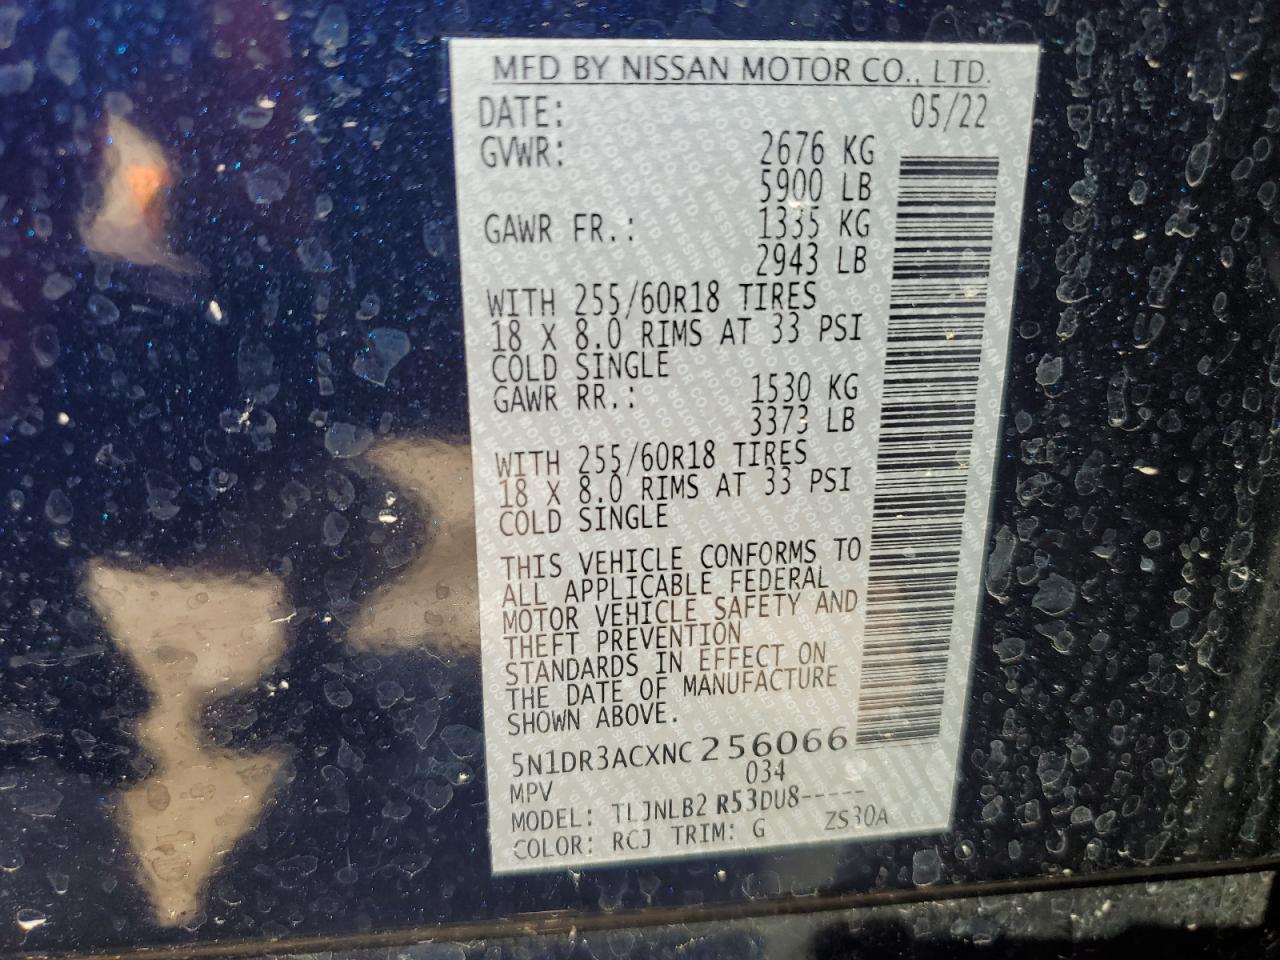 MFD BY NISSAN MOTOR CO., LTD.
DATE: 05/22
GVWR: 2676 KG
5900 LB
GAWR FR.: 1335 KG
2943 LB
WITH 255/60R18 TIRES
18 X 8.0 RIMS AT 33 PSI
COLD SINGLE
GAWR RR.: 1530 KG
3373 LB
WITH 255/60R18 TIRES
18 X 8.0 RIMS AT 33 PSI
COLD SINGLE
THIS VEHICLE CONFORMS TO
ALL APPLICABLE FEDERAL
MOTOR VEHICLE SAFETY AND
THEFT PREVENTION
STANDARDS IN EFFECT ON
THE DATE OF MANUFACTURE
SHOWN ABOVE.
5N1DR3ACXNC256066
MPV 034
MODEL: TLJNLB2 R53DU8-----
COLOR: RCJ TRIM: G ZS30A